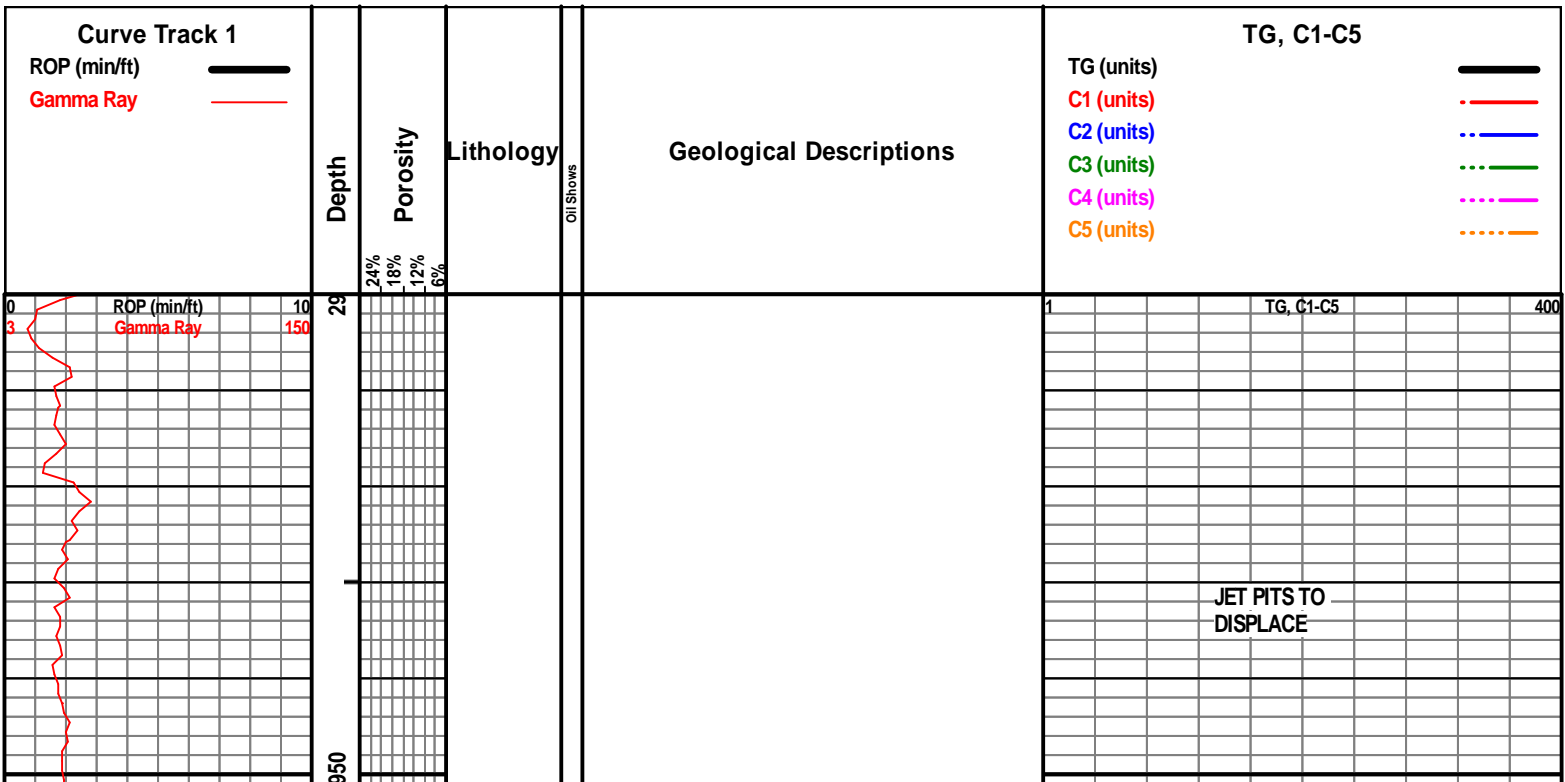 Curve Track 1
ROP (min/ft)
Gamma Ray
Depth
Porosity
24%
18%
12%
6%
Lithology
Oil Shows
Geological Descriptions
TG, C1-C5
TG (units)
C1 (units)
C2 (units)
C3 (units)
C4 (units)
C5 (units)
0 ROP (min/ft) 10
3 Gamma Ray 150
29
1 TG, C1-C5 400
JET PITS TO
DISPLACE
950